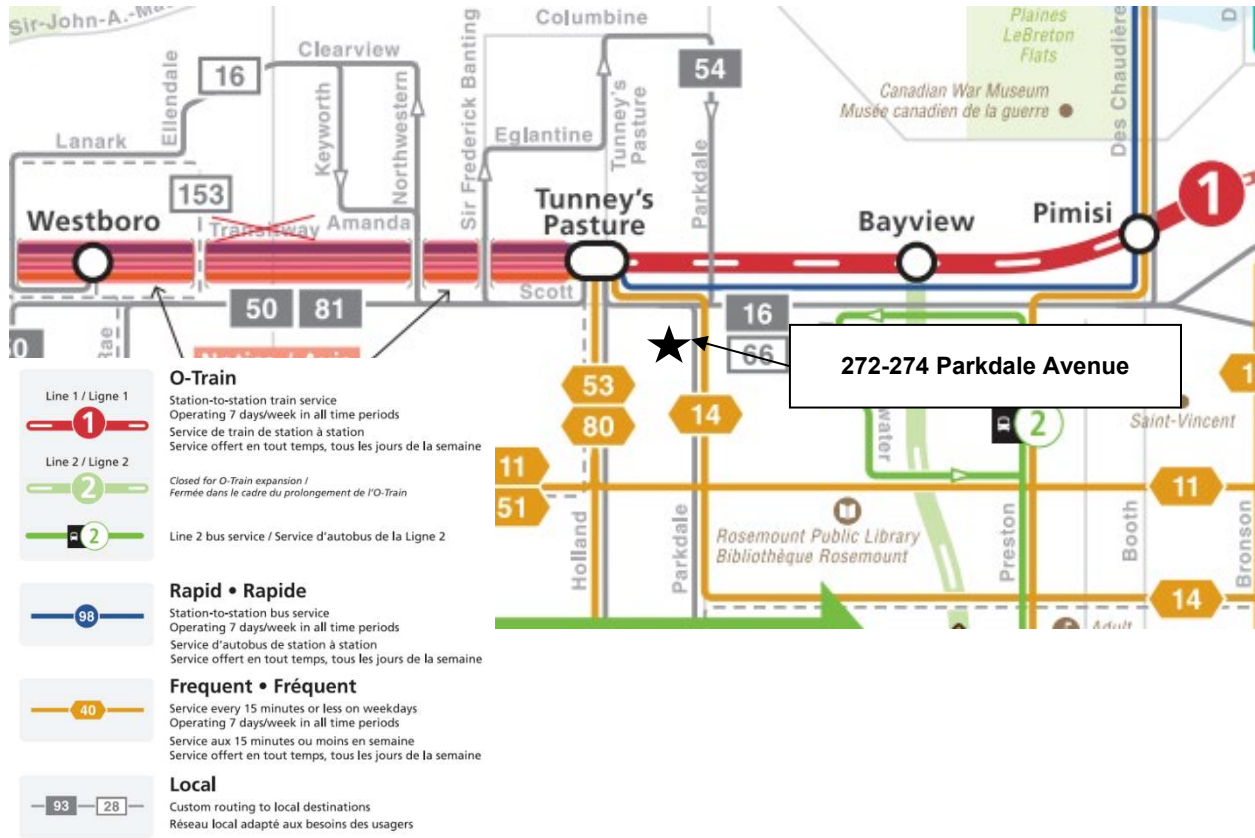 Sir-John-A.-Ma
Columbine
Plaines
LeBreton
Flats
Des Chaudière
D
Clearview
Ellendale
16
Keyworth
Northwestern
Sir Frederick Banting
54
Canadian War Museum
Musée canadien de la guerre
Lanark
Eglantine
Tunney's
Pasture
Parkdale
153
Westboro
Transitway
Amanda
Tunney's
Pasture
Bayview
Pimisi
1
Scott
50
81
16
66
Rae
0
272-274 Parkdale Avenue
53
80
14
1
water
2
Saint-Vincent
11
51
11
Holland
Parkdale
Rosemount Public Library
Bibliothèque Rosemount
Preston
Booth
Bronson
14
Adult
O-Train
Line 1 / Ligne 1
1
Station-to-station train service
Operating 7 days/week in all time periods
Service de train de station à station
Service offert en tout temps, tous les jours de la semaine
Line 2 / Ligne 2
2
Closed for O-Train expansion /
Fermée dans le cadre du prolongement de l'O-Train
2
Line 2 bus service / Service d'autobus de la Ligne 2
Rapid • Rapide
98
Station-to-station bus service
Operating 7 days/week in all time periods
Service d'autobus de station à station
Service offert en tout temps, tous les jours de la semaine
Frequent • Fréquent
40
Service every 15 minutes or less on weekdays
Operating 7 days/week in all time periods
Service aux 15 minutes ou moins en semaine
Service offert en tout temps, tous les jours de la semaine
Local
93
28
Custom routing to local destinations
Réseau local adapté aux besoins des usagers